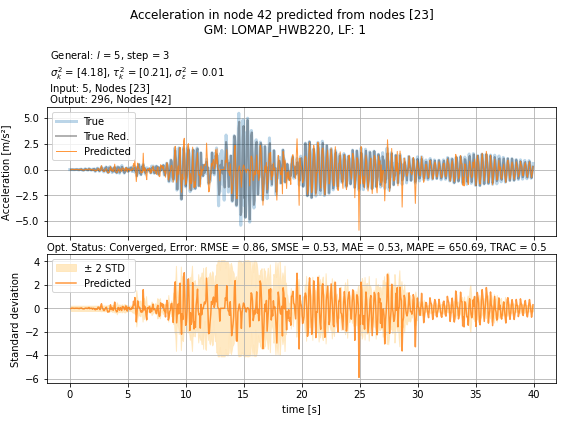 Acceleration in node 42 predicted from nodes [23]
GM: LOMAP_HWB220, LF: 1
General: l = 5, step = 3
σ²ₖ = [4.18], τ²ₖ = [0.21], σ²ε = 0.01
Input: 5, Nodes [23]
Output: 296, Nodes [42]
Acceleration [m/s²]
5.0
2.5
0.0
−2.5
−5.0
True
True Red.
Predicted
Opt. Status: Converged, Error: RMSE = 0.86, SMSE = 0.53, MAE = 0.53, MAPE = 650.69, TRAC = 0.5
Standard deviation
4
2
0
−2
−4
−6
± 2 STD
Predicted
0 5 10 15 20 25 30 35 40
time [s]